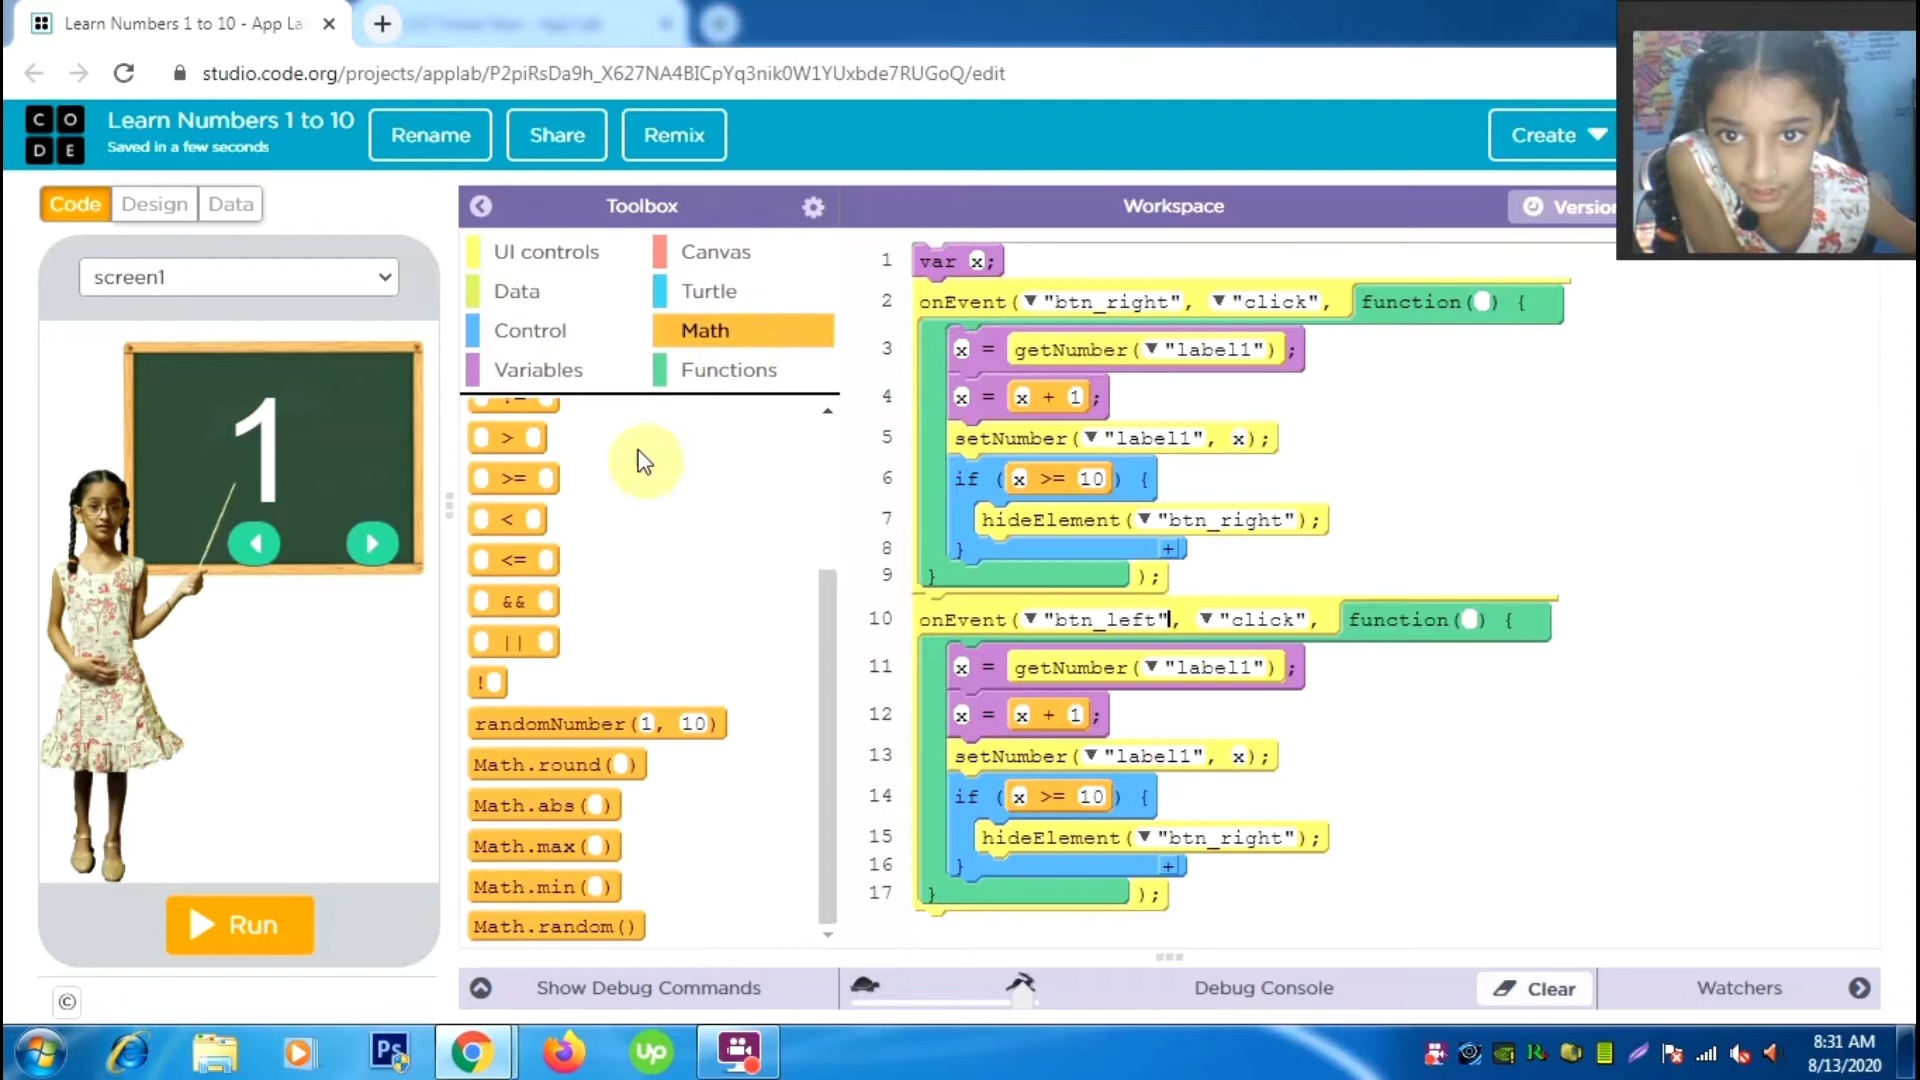 Learn Numbers 1 to 10 - App La
studio.code.org/projects/applab/P2piRsDa9h_X627NA4BICpYq3nik0W1YUxbde7RUGoQ/edit
C O
D E
Learn Numbers 1 to 10
Saved in a few seconds
Rename
Share
Remix
Create
Code
Design
Data
Toolbox
Workspace
Versio
screen1
1
Run
UI controls
Canvas
Data
Turtle
Control
Math
Variables
Functions
>
>=
<
<=
&&
||
!
randomNumber(1, 10)
Math.round( )
Math.abs( )
Math.max( )
Math.min( )
Math.random()
1 var x;
2 onEvent( "btn_right", "click", function( ) {
3 x = getNumber( "label1");
4 x = x + 1;
5 setNumber( "label1", x);
6 if (x >= 10) {
7 hideElement( "btn_right");
8 } +
9 } );
10 onEvent( "btn_left", "click", function( ) {
11 x = getNumber( "label1");
12 x = x + 1;
13 setNumber( "label1", x);
14 if (x >= 10) {
15 hideElement( "btn_right");
16 } +
17 } );
Show Debug Commands
Debug Console
Clear
Watchers
©
Ps
Up
8:31 AM
8/13/2020